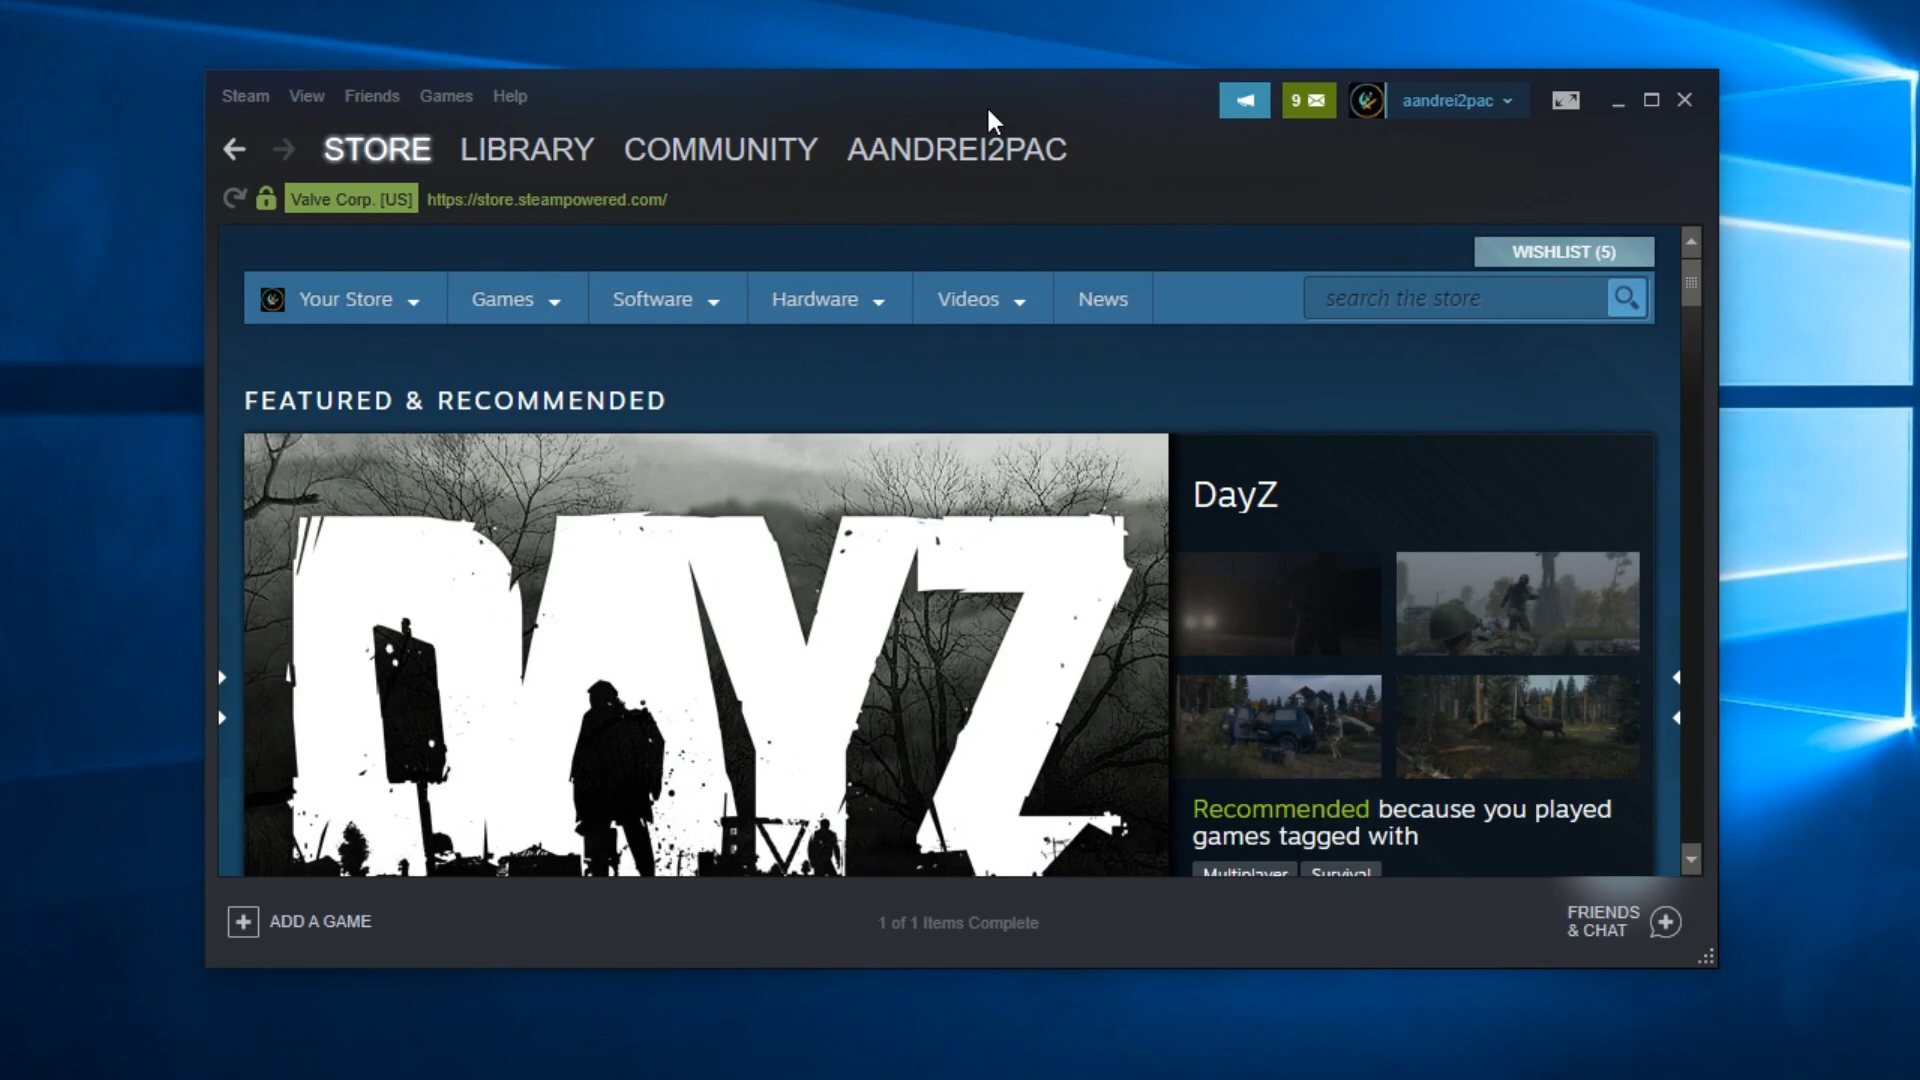 Steam View Friends Games Help
9 aandrei2pac
STORE LIBRARY COMMUNITY AANDREI2PAC
Valve Corp. [US] https://store.steampowered.com/
WISHLIST (5)
Your Store Games Software Hardware Videos News search the store
FEATURED & RECOMMENDED
DAYZ
DayZ
Recommended because you played
games tagged with
Multiplayer Survival
ADD A GAME
1 of 1 Items Complete
FRIENDS
& CHAT